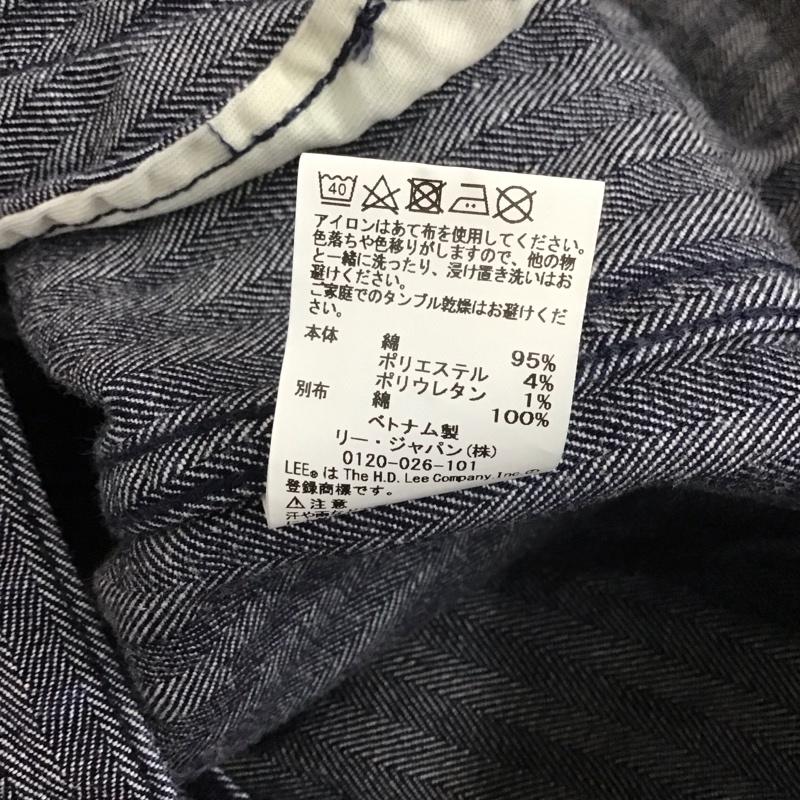 40
アイロンはあて布を使用してください。
色落ちや色移りがしますので、他の物
と一緒に洗ったり、浸け置き洗いはお
避けください。
ご家庭でのタンブル乾燥はお避けくだ
さい。
本体 綿 95%
ポリエステル 4%
ポリウレタン 1%
別布 綿 100%
ベトナム製
リー・ジャパン(株)
0120-026-101
LEE® は The H.D. Lee Company Inc の
登録商標です。
⚠注意
汗や